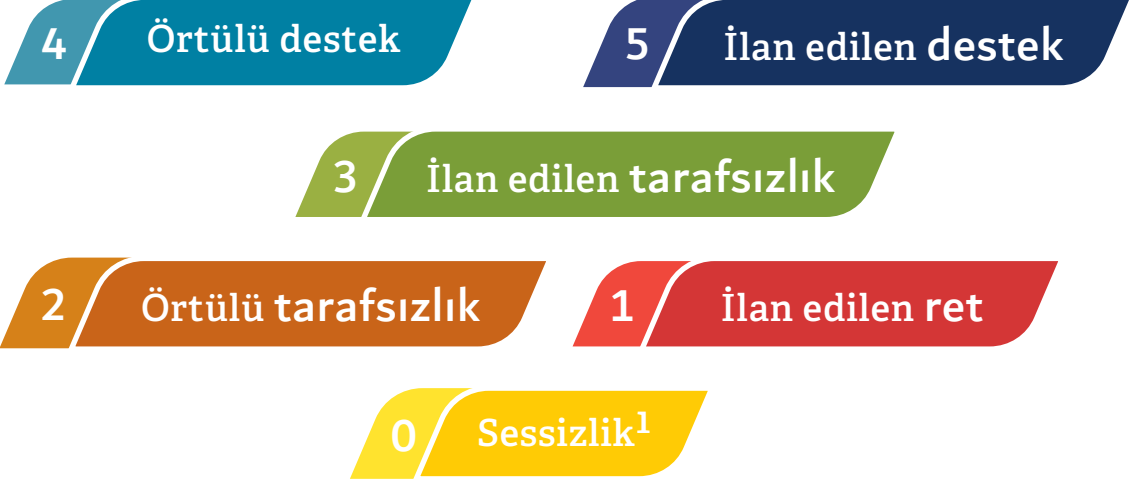 4 Örtülü destek
5 İlan edilen destek
3 İlan edilen tarafsızlık
2 Örtülü tarafsızlık
1 İlan edilen ret
0 Sessizlik¹